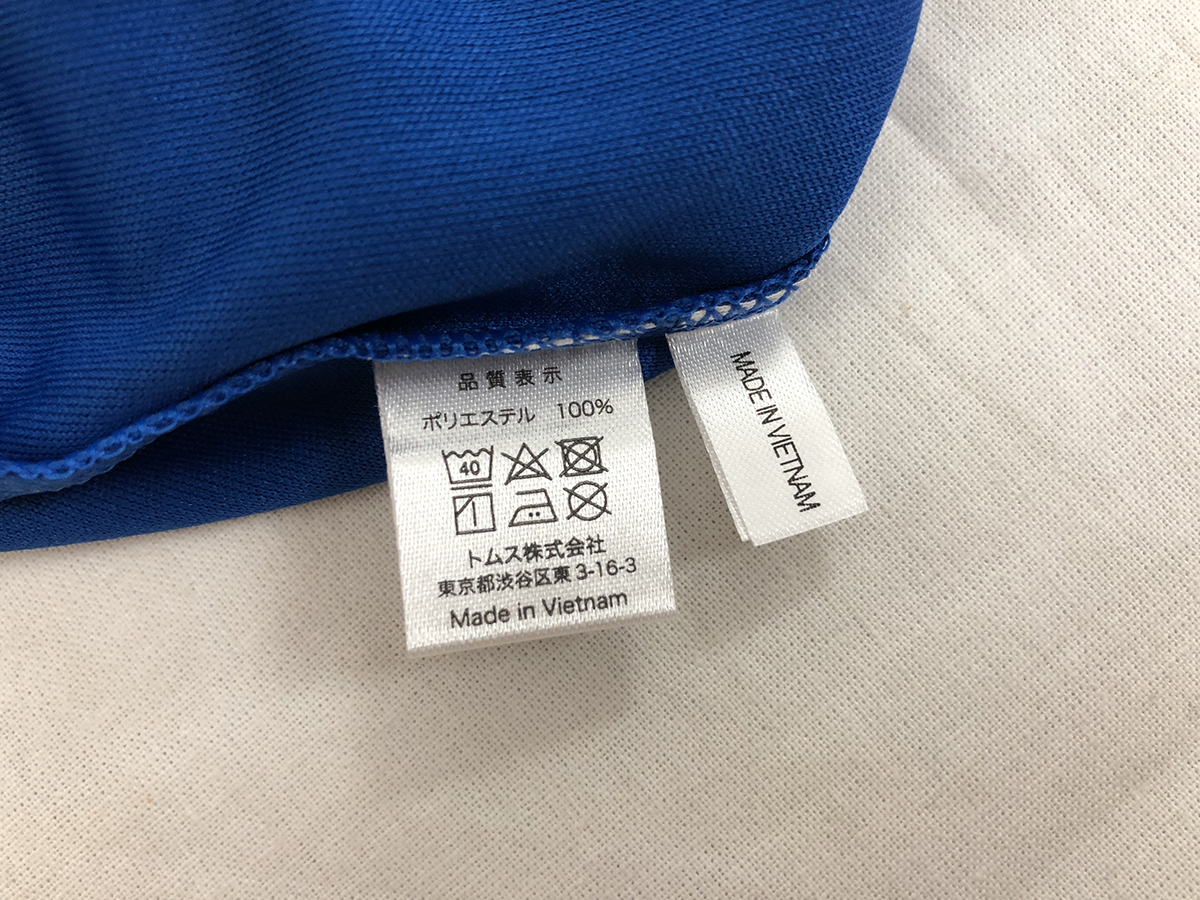 品質表示
ポリエステル 100%
40
トムス株式会社
東京都渋谷区東3-16-3
Made in Vietnam
MADE IN VIETNAM